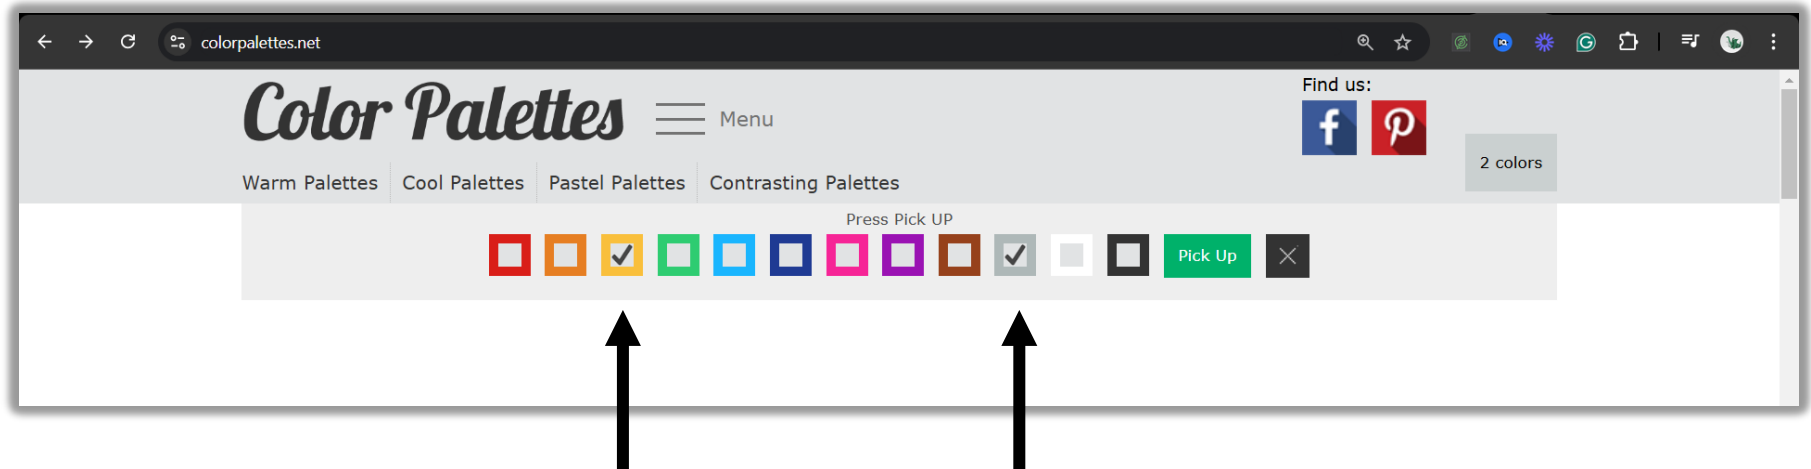 colorpalettes.net
Color Palettes
Menu
Find us:
2 colors
Warm Palettes
Cool Palettes
Pastel Palettes
Contrasting Palettes
Press Pick UP
Pick Up